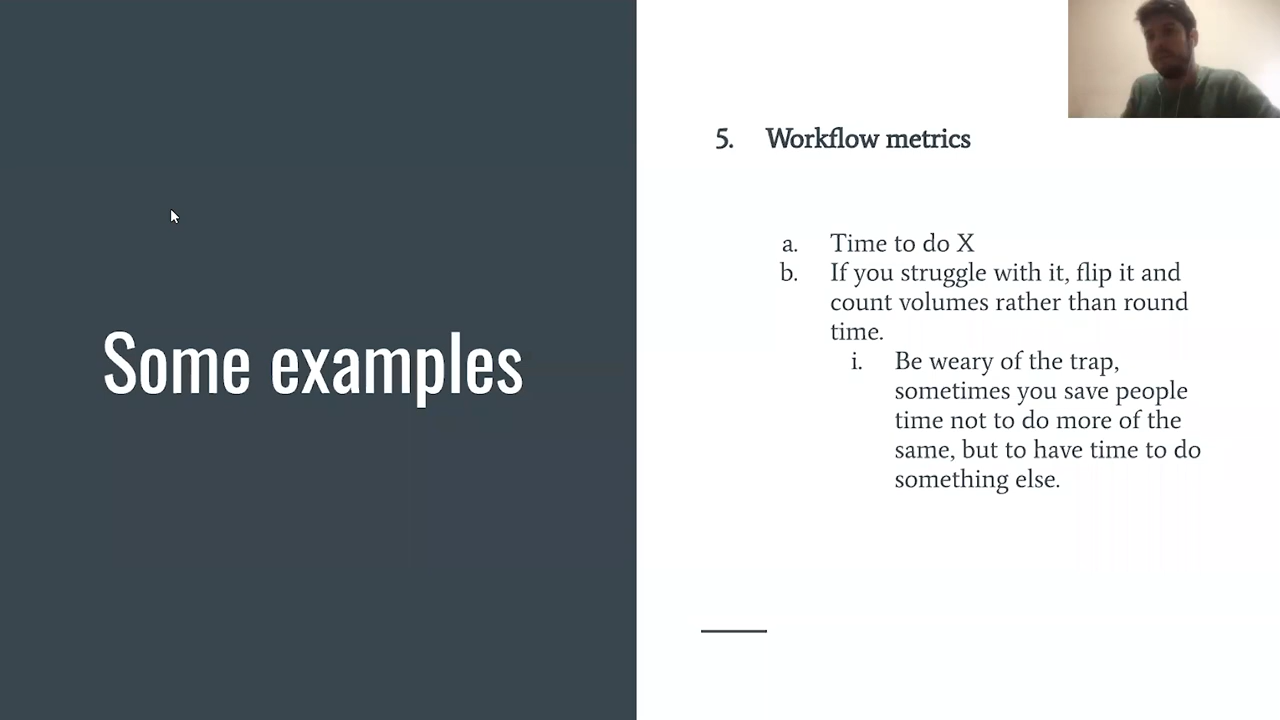 Some examples
5. Workflow metrics
a. Time to do X
b. If you struggle with it, flip it and
count volumes rather than round
time.
i. Be weary of the trap,
sometimes you save people
time not to do more of the
same, but to have time to do
something else.